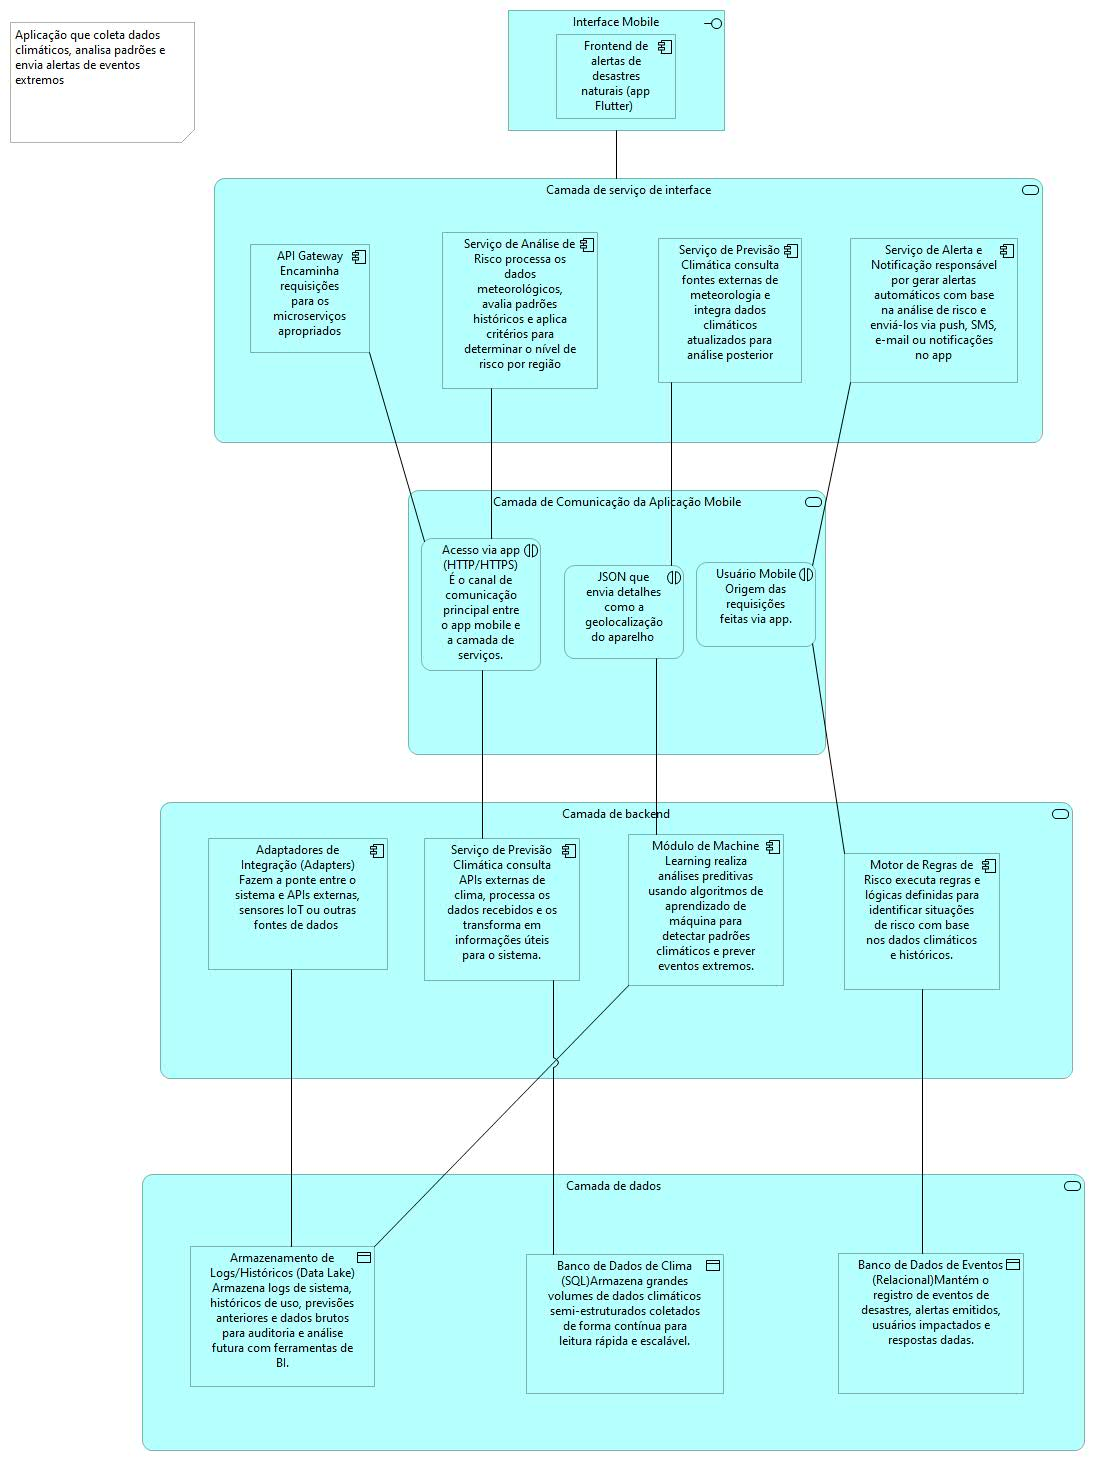 Aplicação que coleta dados
climáticos, analisa padrões e
envia alertas de eventos
extremos
Interface Mobile
Frontend de
alertas de
desastres
naturais (app
Flutter)
Camada de serviço de interface
API Gateway
Encaminha
requisições
para os
microserviços
apropriados
Serviço de Análise de
Risco processa os
dados
meteorológicos,
avalia padrões
históricos e aplica
critérios para
determinar o nível de
risco por região
Serviço de Previsão
Climática consulta
fontes externas de
meteorologia e
integra dados
climáticos
atualizados para
análise posterior
Serviço de Alerta e
Notificação responsável
por gerar alertas
automáticos com base
na análise de risco e
enviá-los via push, SMS,
e-mail ou notificações
no app
Camada de Comunicação da Aplicação Mobile
Acesso via app
(HTTP/HTTPS)
É o canal de
comunicação
principal entre
o app mobile e
a camada de
serviços.
JSON que
envia detalhes
como a
geolocalização
do aparelho
Usuário Mobile
Origem das
requisições
feitas via app.
Camada de backend
Adaptadores de
Integração (Adapters)
Fazem a ponte entre o
sistema e APIs externas,
sensores IoT ou outras
fontes de dados
Serviço de Previsão
Climática consulta
APIs externas de
clima, processa os
dados recebidos e os
transforma em
informações úteis
para o sistema.
Módulo de Machine
Learning realiza
análises preditivas
usando algoritmos de
aprendizado de
máquina para
detectar padrões
climáticos e prever
eventos extremos.
Motor de Regras de
Risco executa regras e
lógicas definidas para
identificar situações
de risco com base
nos dados climáticos
e históricos.
Camada de dados
Armazenamento de
Logs/Históricos (Data Lake)
Armazena logs de sistema,
históricos de uso, previsões
anteriores e dados brutos
para auditoria e análise
futura com ferramentas de
BI.
Banco de Dados de Clima
(SQL)Armazena grandes
volumes de dados climáticos
semi-estruturados coletados
de forma contínua para
leitura rápida e escalável.
Banco de Dados de Eventos
(Relacional)Mantém o
registro de eventos de
desastres, alertas emitidos,
usuários impactados e
respostas dadas.